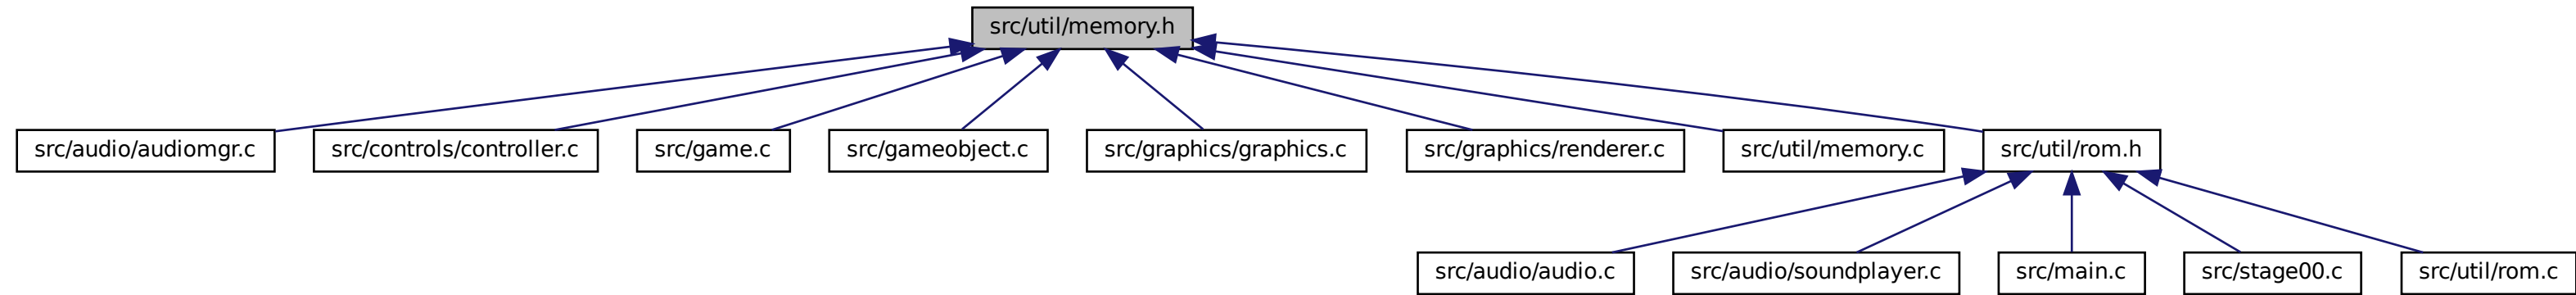 src/util/memory.h
src/audio/audiomgr.c
src/controls/controller.c
src/game.c
src/gameobject.c
src/graphics/graphics.c
src/graphics/renderer.c
src/util/memory.c
src/util/rom.h
src/audio/audio.c
src/audio/soundplayer.c
src/main.c
src/stage00.c
src/util/rom.c